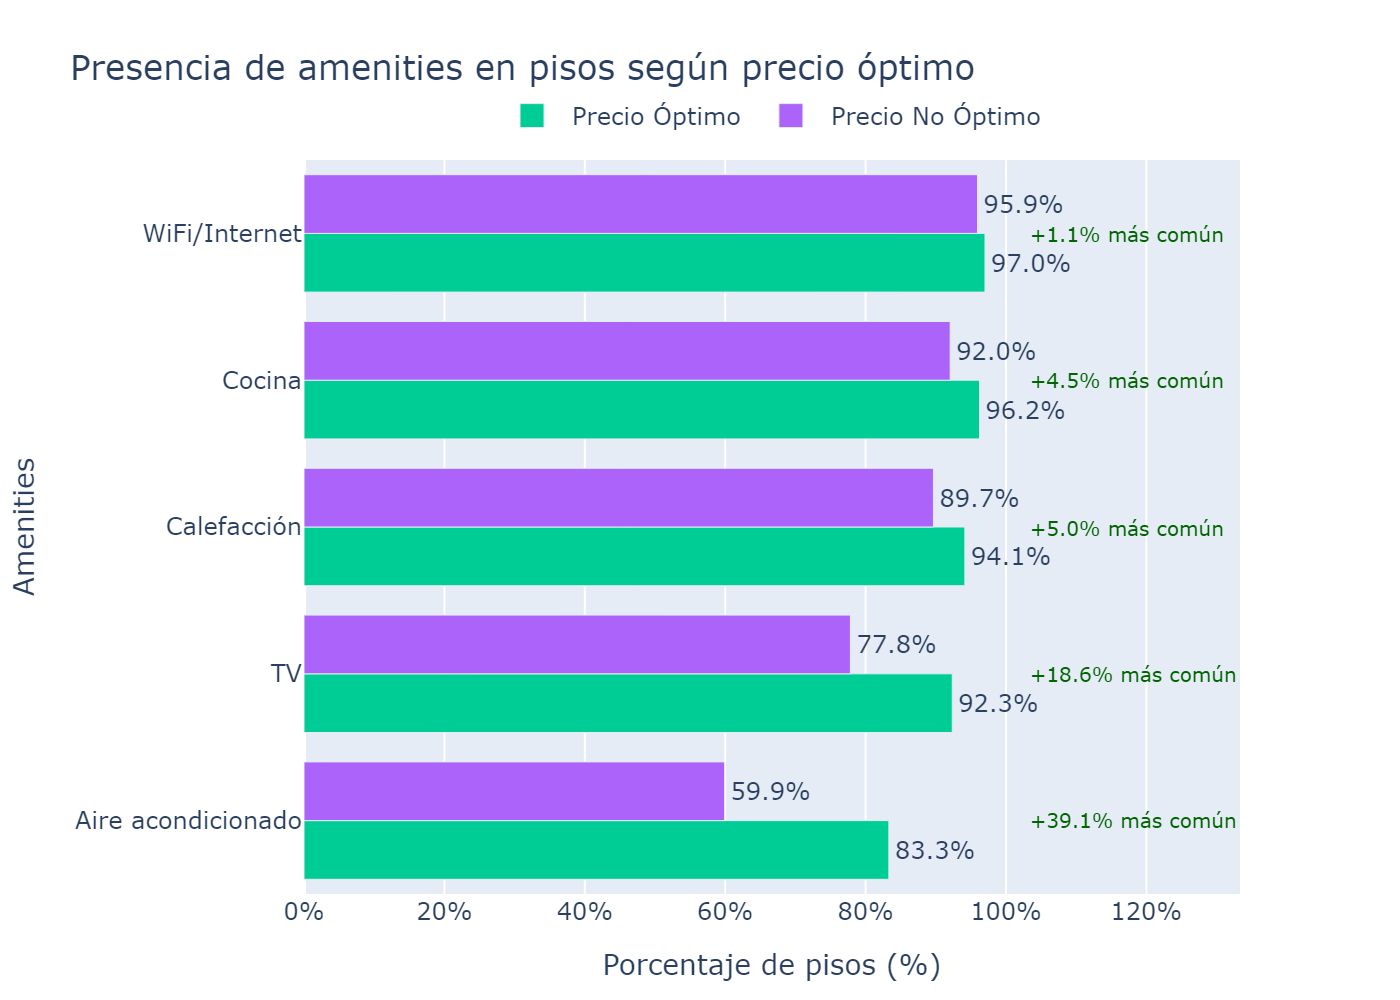 Presencia de amenities en pisos según precio óptimo
Precio Óptimo
Precio No Óptimo
WiFi/Internet
95.9%
+1.1% más común
97.0%
Cocina
92.0%
+4.5% más común
96.2%
Calefacción
89.7%
+5.0% más común
94.1%
TV
77.8%
+18.6% más común
92.3%
Aire acondicionado
59.9%
+39.1% más común
83.3%
Amenities
0%
20%
40%
60%
80%
100%
120%
Porcentaje de pisos (%)